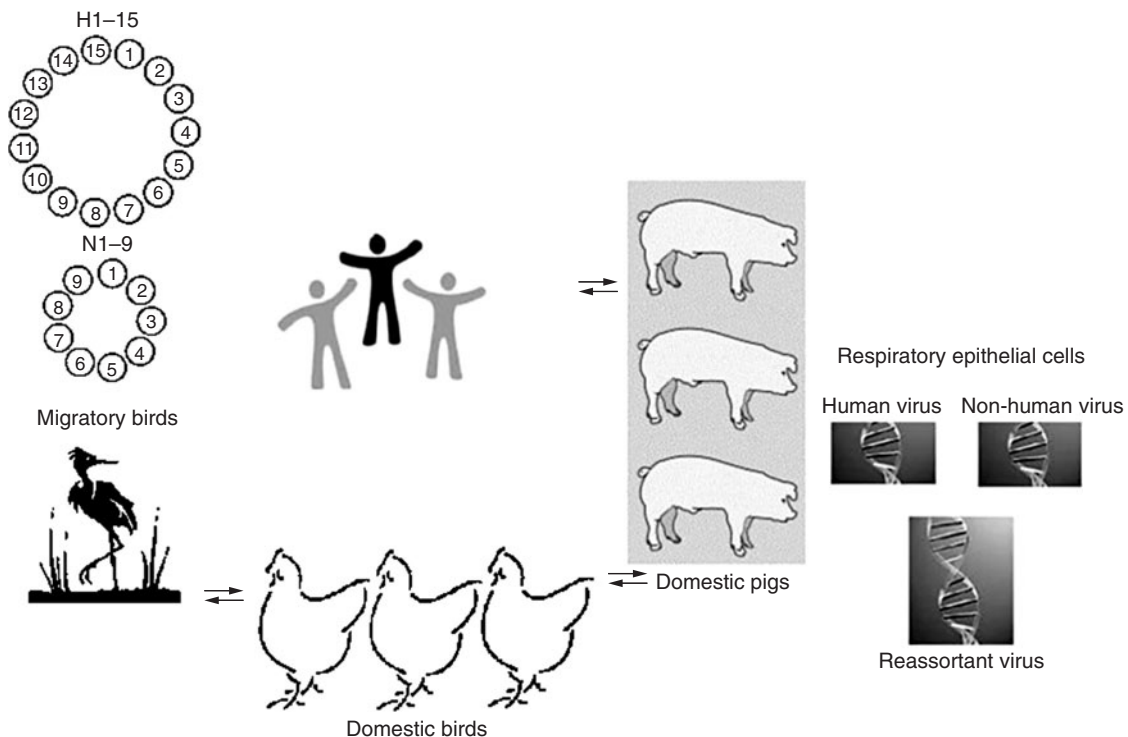 H1–15
15
1
2
3
4
5
6
7
8
9
10
11
12
13
14
N1–9
1
2
3
4
5
6
7
8
9
Migratory birds
Domestic birds
Domestic pigs
Respiratory epithelial cells
Human virus
Non-human virus
Reassortant virus